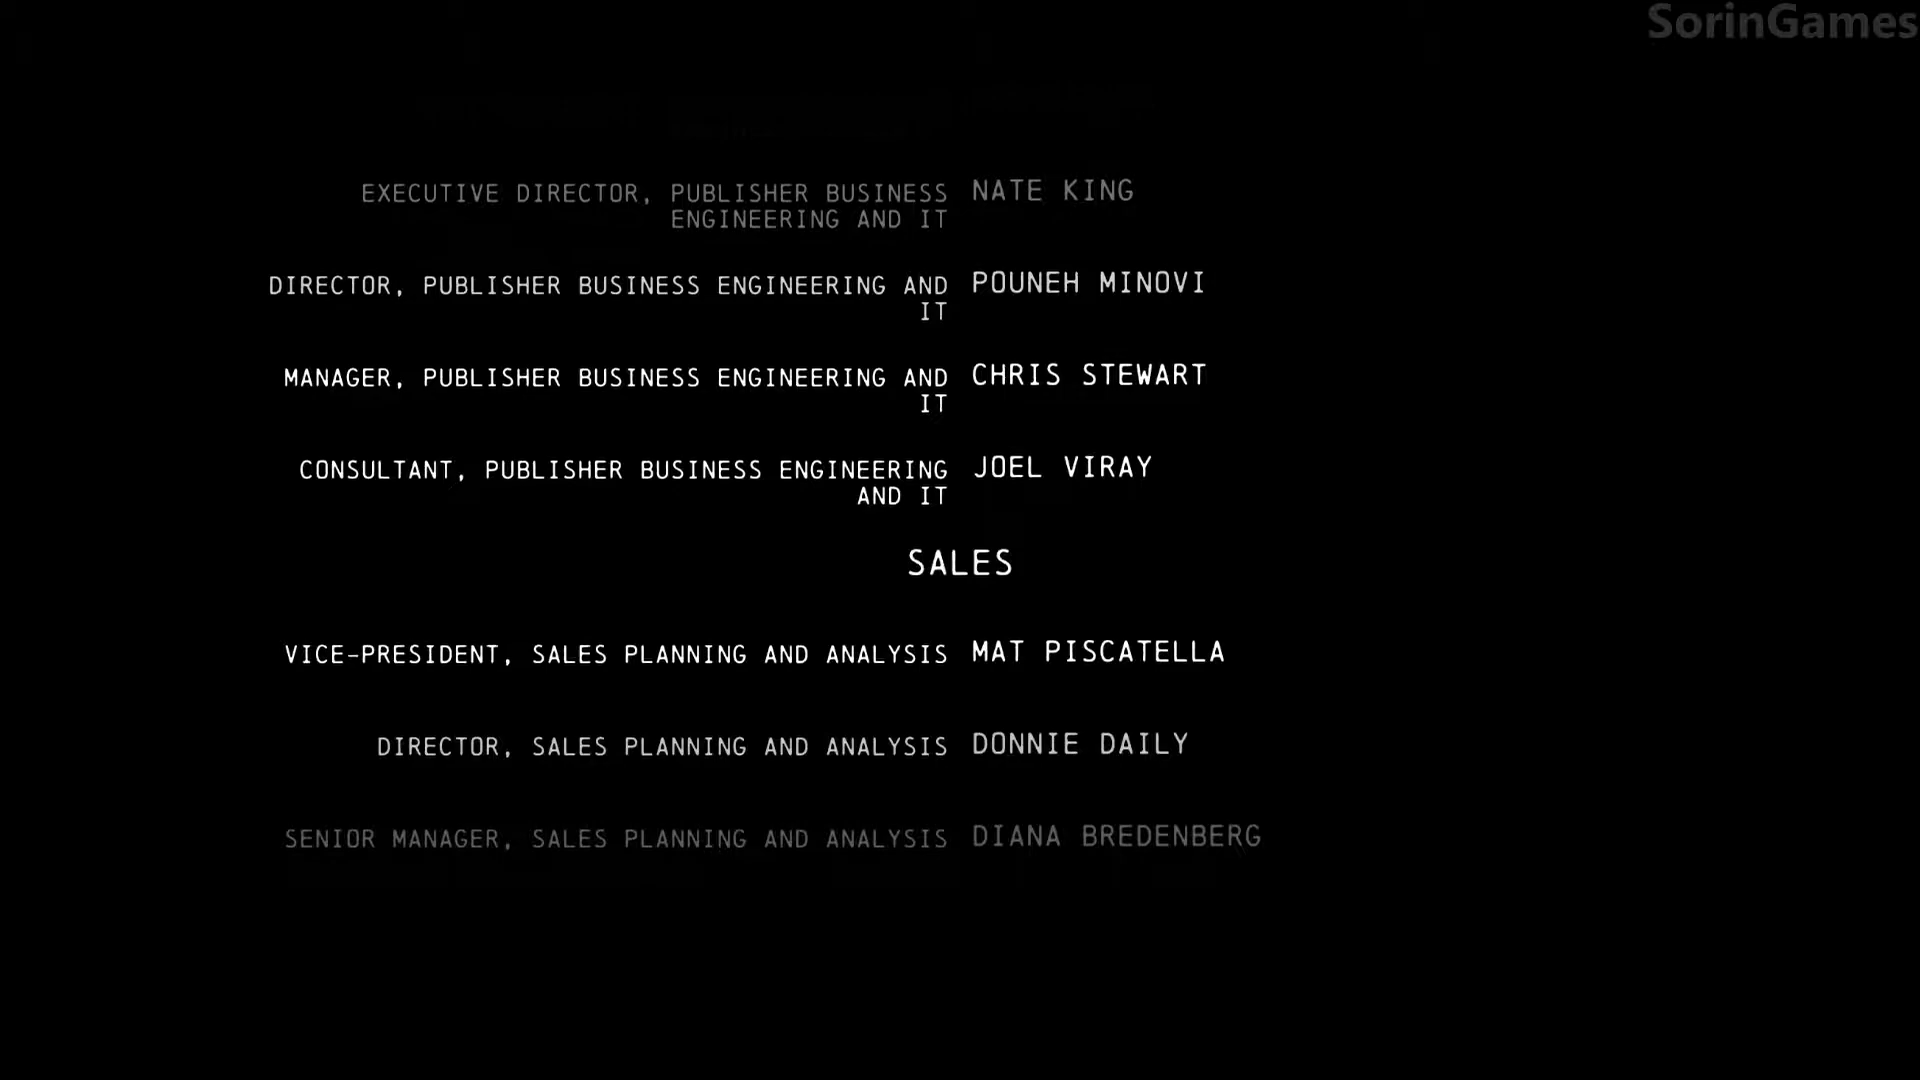 SorinGames
EXECUTIVE DIRECTOR, PUBLISHER BUSINESS NATE KING
ENGINEERING AND IT
DIRECTOR, PUBLISHER BUSINESS ENGINEERING AND POUNEH MINOVI
IT
MANAGER, PUBLISHER BUSINESS ENGINEERING AND CHRIS STEWART
IT
CONSULTANT, PUBLISHER BUSINESS ENGINEERING JOEL VIRAY
AND IT
SALES
VICE-PRESIDENT, SALES PLANNING AND ANALYSIS MAT PISCATELLA
DIRECTOR, SALES PLANNING AND ANALYSIS DONNIE DAILY
SENIOR MANAGER, SALES PLANNING AND ANALYSIS DIANA BREDENBERG